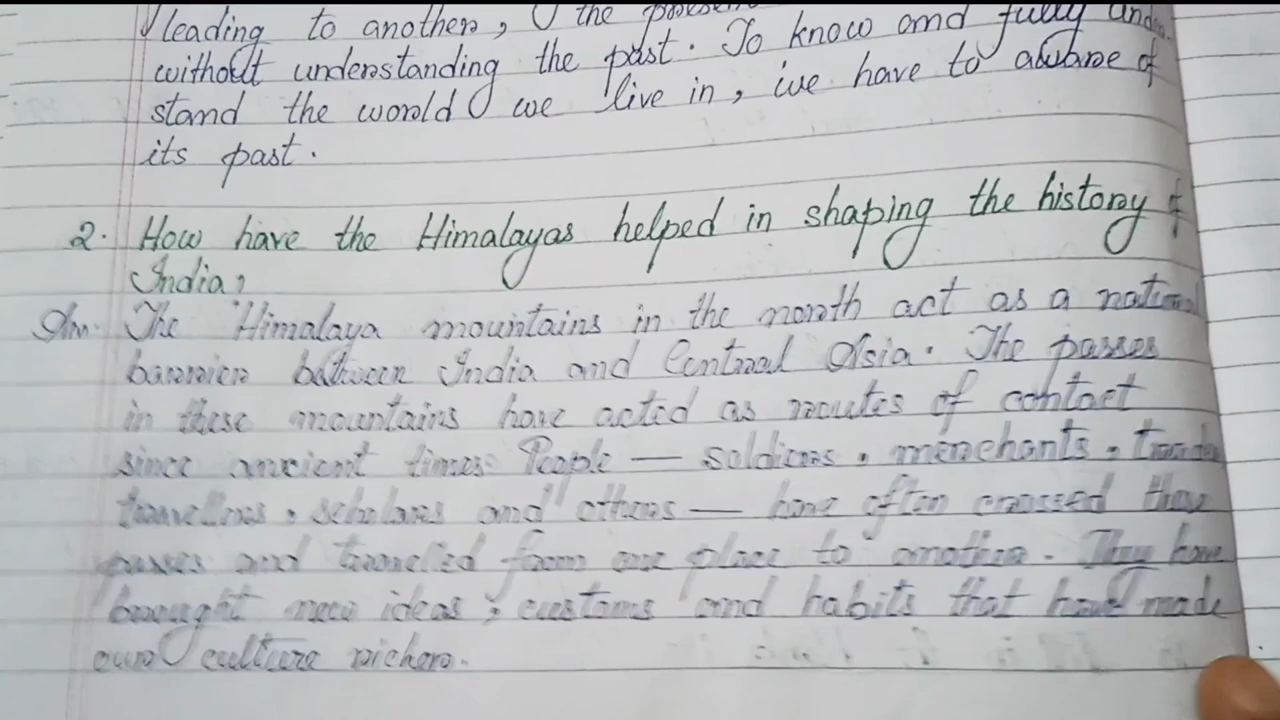 leading to another, the present
without understanding the past. To know and fully under-
stand the world we live in, we have to aware of
its past.
2. How have the Himalayas helped in shaping the history of
India?
Ans. The Himalaya mountains in the north act as a natural
barrier between India and Central Asia. The passes
in these mountains have acted as routes of contact
since ancient times. People — soldiers, merchants,
travellers, scholars and others — have often crossed these
passes and travelled from one place to another. They have
brought new ideas, customs and habits that have made
our culture richer.